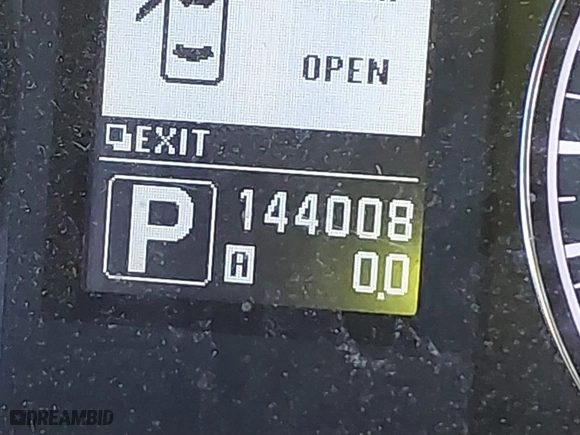 OPEN
EXIT
P 144008
A 0.0
DREAMBID